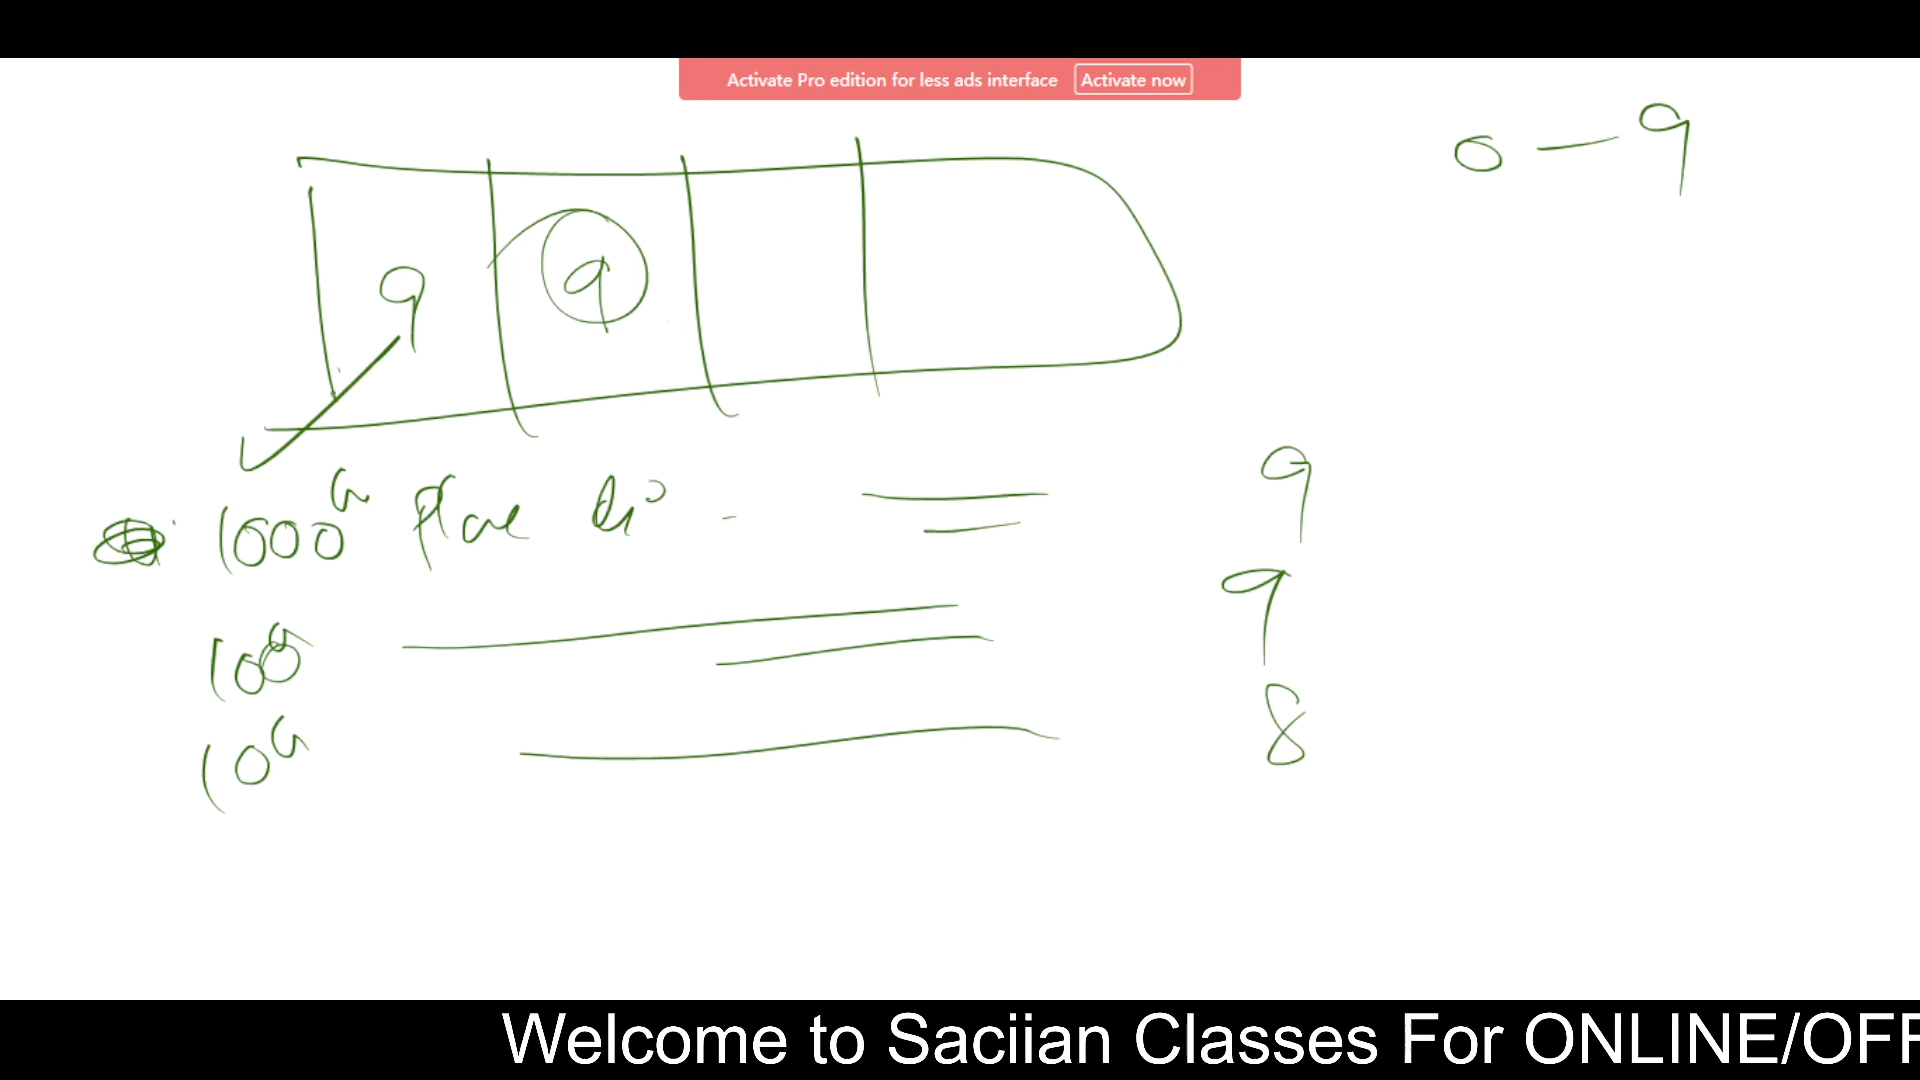 Activate Pro edition for less ads interface Activate now
0 — 9
9 9
1000th place 9
100th 9
10th 8
Welcome to Saciian Classes For ONLINE/OFF